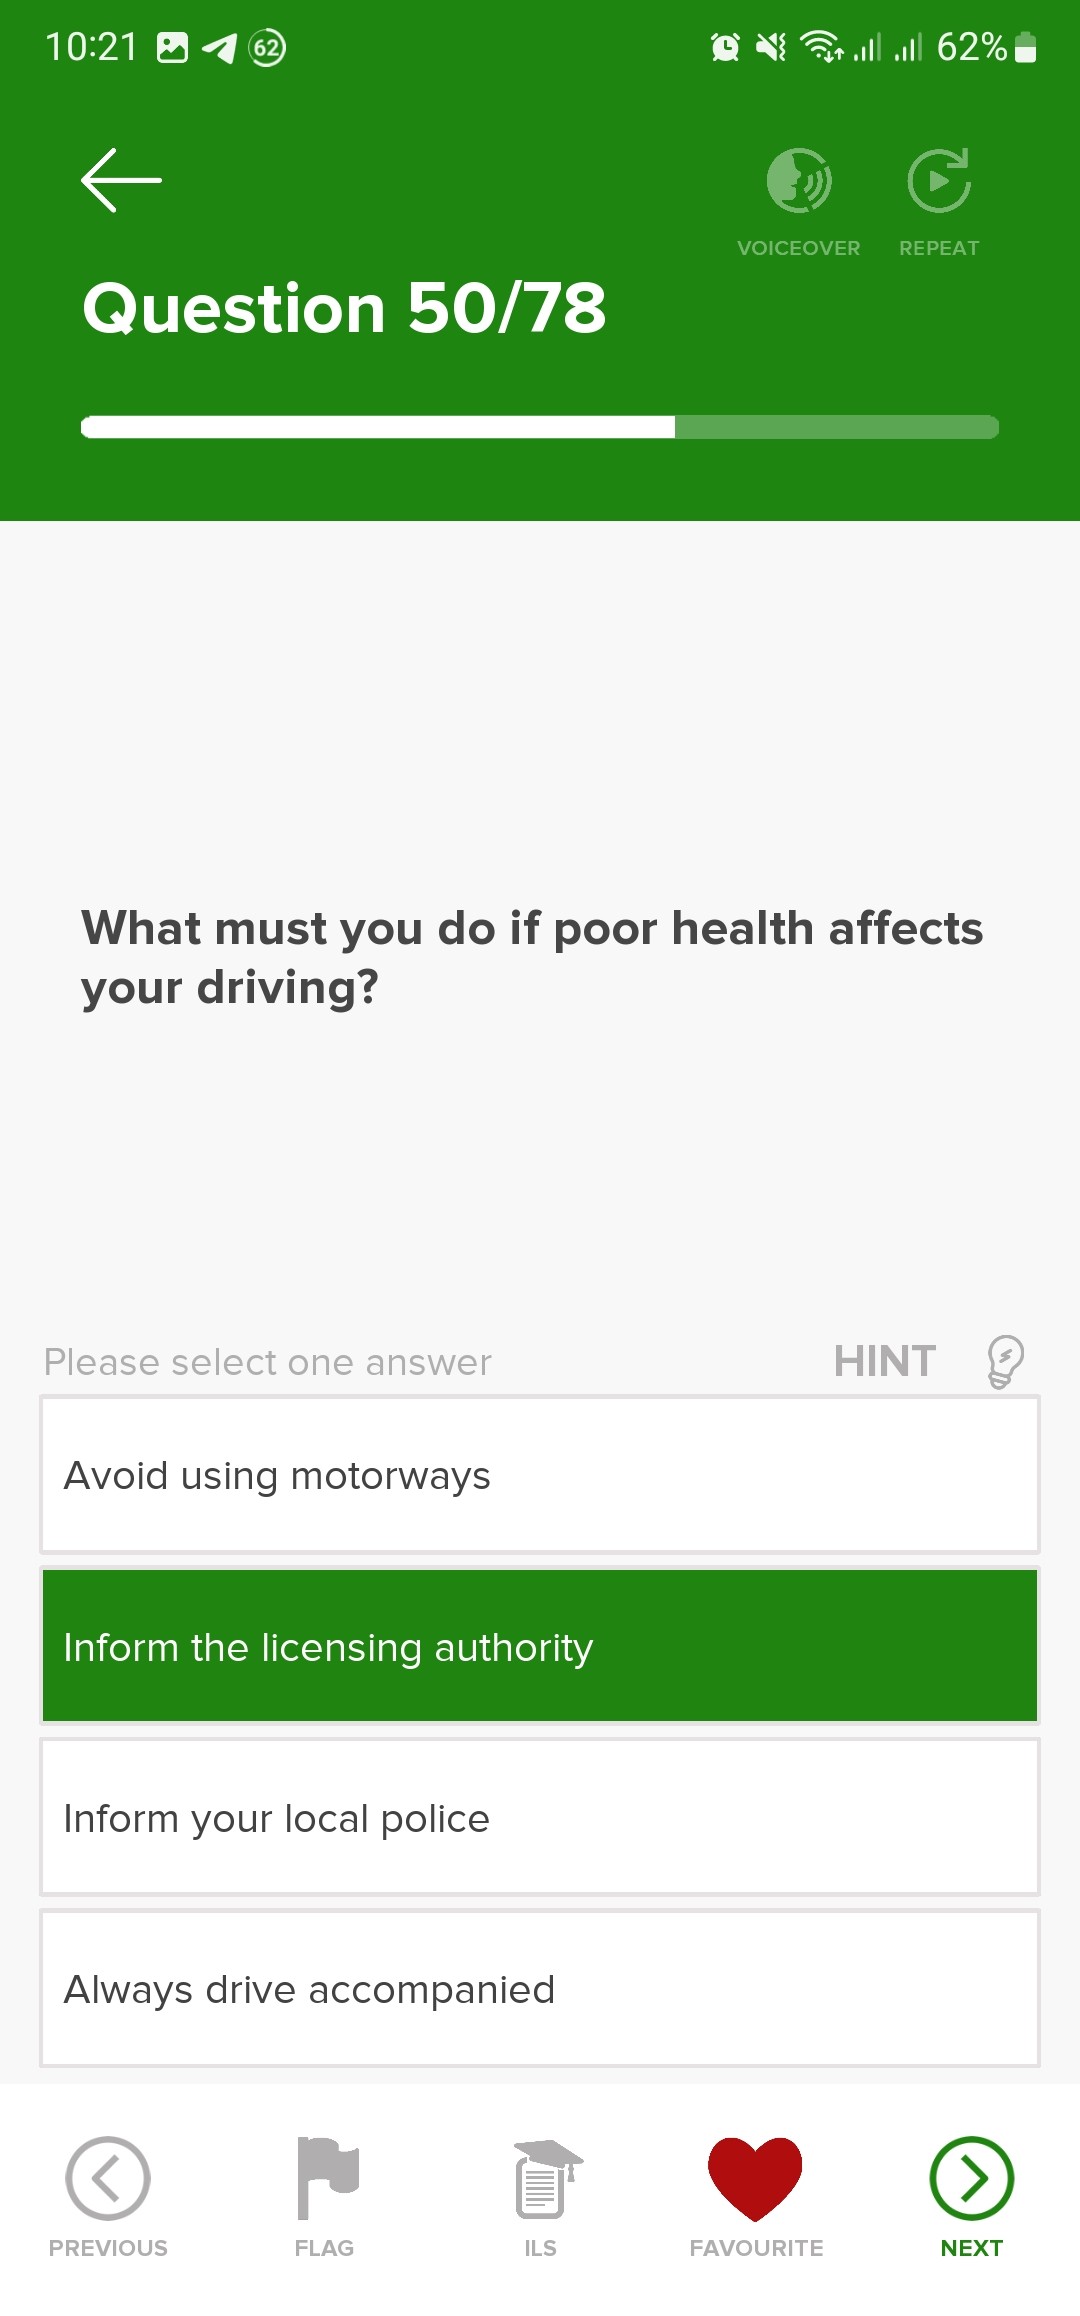 10:21 62 62%
VOICEOVER REPEAT
Question 50/78
What must you do if poor health affects
your driving?
Please select one answer HINT
Avoid using motorways
Inform the licensing authority
Inform your local police
Always drive accompanied
PREVIOUS FLAG ILS FAVOURITE NEXT